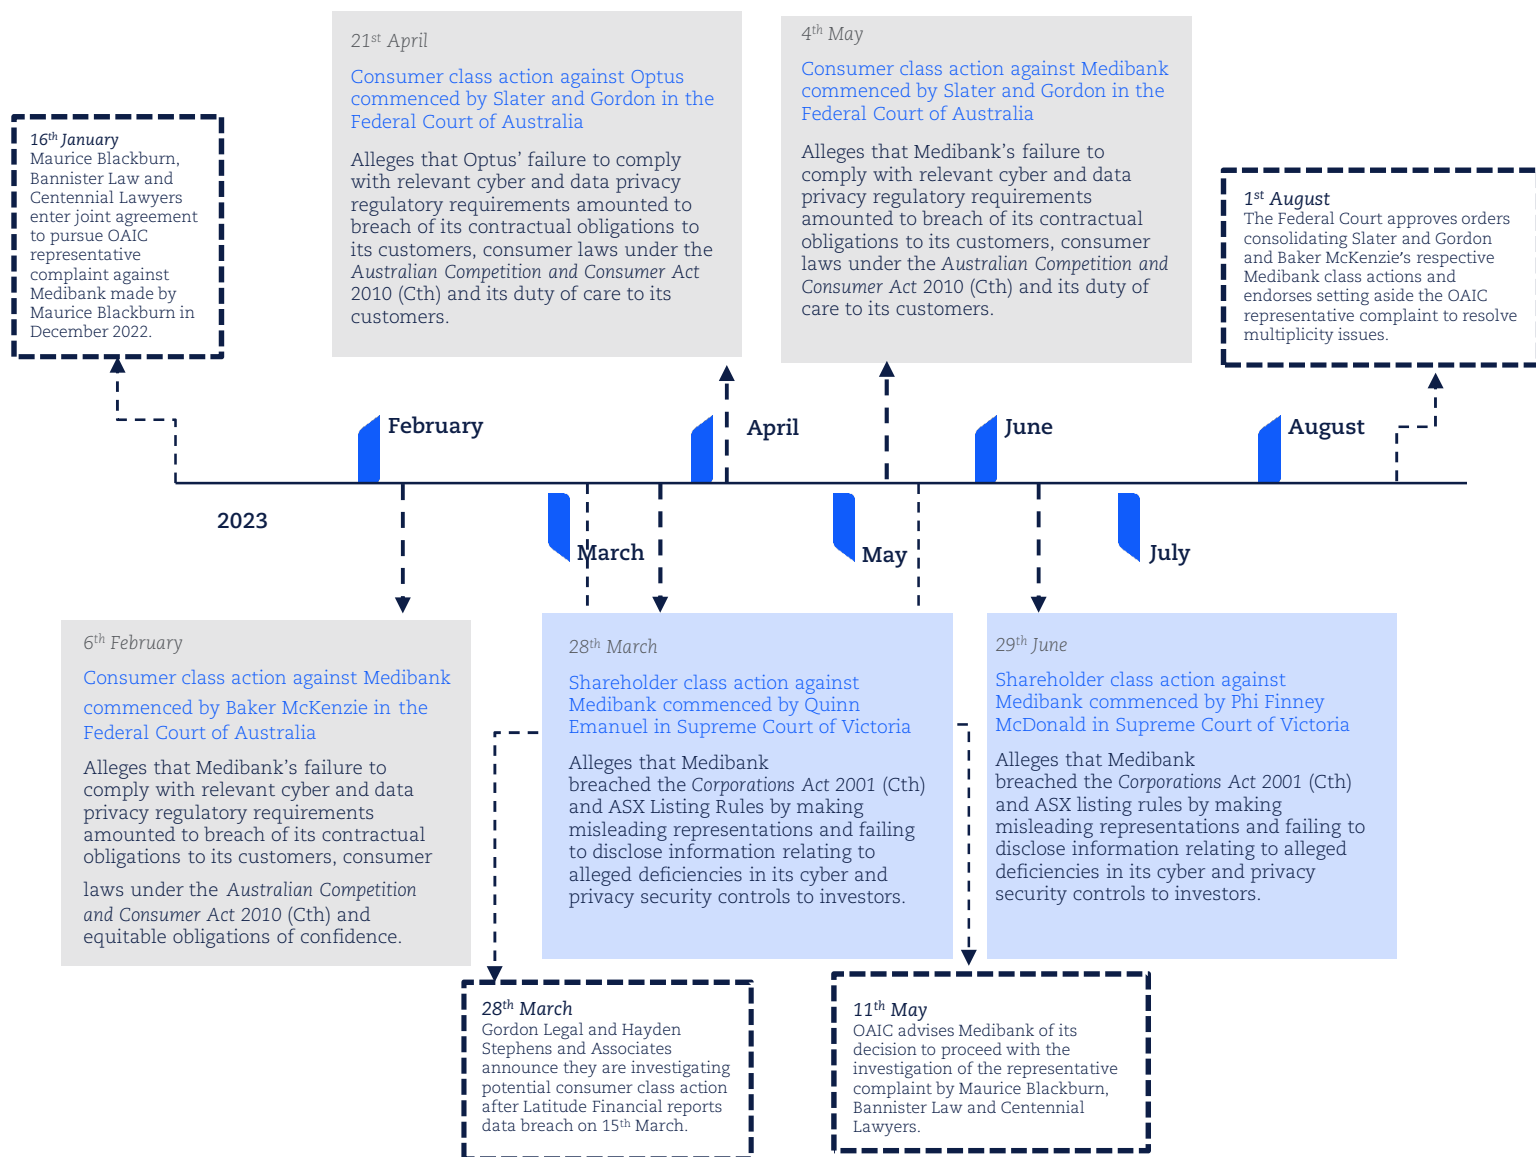 21st April
Consumer class action against Optus
commenced by Slater and Gordon in the
Federal Court of Australia
Alleges that Optus’ failure to comply
with relevant cyber and data privacy
regulatory requirements amounted to
breach of its contractual obligations to
its customers, consumer laws under the
Australian Competition and Consumer Act
2010 (Cth) and its duty of care to its
customers.
4th May
Consumer class action against Medibank
commenced by Slater and Gordon in the
Federal Court of Australia
Alleges that Medibank’s failure to
comply with relevant cyber and data
privacy regulatory requirements
amounted to breach of its contractual
obligations to its customers, consumer
laws under the Australian Competition and
Consumer Act 2010 (Cth) and its duty of
care to its customers.
16th January
Maurice Blackburn,
Bannister Law and
Centennial Lawyers
enter joint agreement
to pursue OAIC
representative
complaint against
Medibank made by
Maurice Blackburn in
December 2022.
1st August
The Federal Court approves orders
consolidating Slater and Gordon
and Baker McKenzie’s respective
Medibank class actions and
endorses setting aside the OAIC
representative complaint to resolve
multiplicity issues.
February
April
June
August
2023
March
May
July
6th February
Consumer class action against Medibank
commenced by Baker McKenzie in the
Federal Court of Australia
Alleges that Medibank’s failure to
comply with relevant cyber and data
privacy regulatory requirements
amounted to breach of its contractual
obligations to its customers, consumer
laws under the Australian Competition
and Consumer Act 2010 (Cth) and
equitable obligations of confidence.
28th March
Shareholder class action against
Medibank commenced by Quinn
Emanuel in Supreme Court of Victoria
Alleges that Medibank
breached the Corporations Act 2001 (Cth)
and ASX Listing Rules by making
misleading representations and failing
to disclose information relating to
alleged deficiencies in its cyber and
privacy security controls to investors.
29th June
Shareholder class action against
Medibank commenced by Phi Finney
McDonald in Supreme Court of Victoria
Alleges that Medibank
breached the Corporations Act 2001 (Cth)
and ASX listing rules by making
misleading representations and failing to
disclose information relating to alleged
deficiencies in its cyber and privacy
security controls to investors.
28th March
Gordon Legal and Hayden
Stephens and Associates
announce they are investigating
potential consumer class action
after Latitude Financial reports
data breach on 15th March.
11th May
OAIC advises Medibank of its
decision to proceed with the
investigation of the representative
complaint by Maurice Blackburn,
Bannister Law and Centennial
Lawyers.